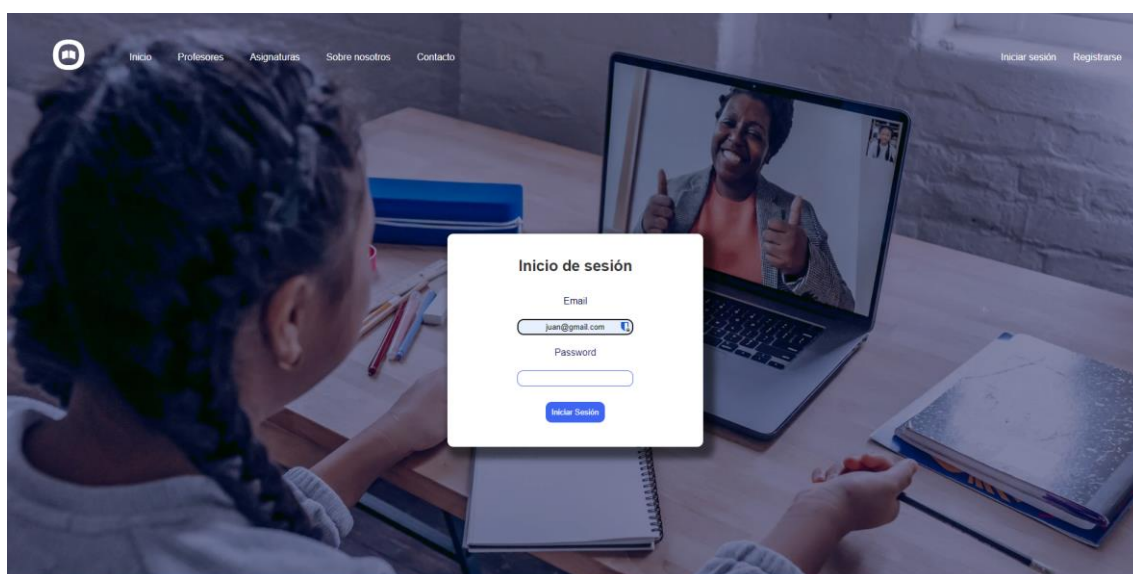 Inicio Profesores Asignaturas Sobre nosotros Contacto Iniciar sesión Registrarse
Inicio de sesión
Email
juan@gmail.com
Password
Iniciar Sesión